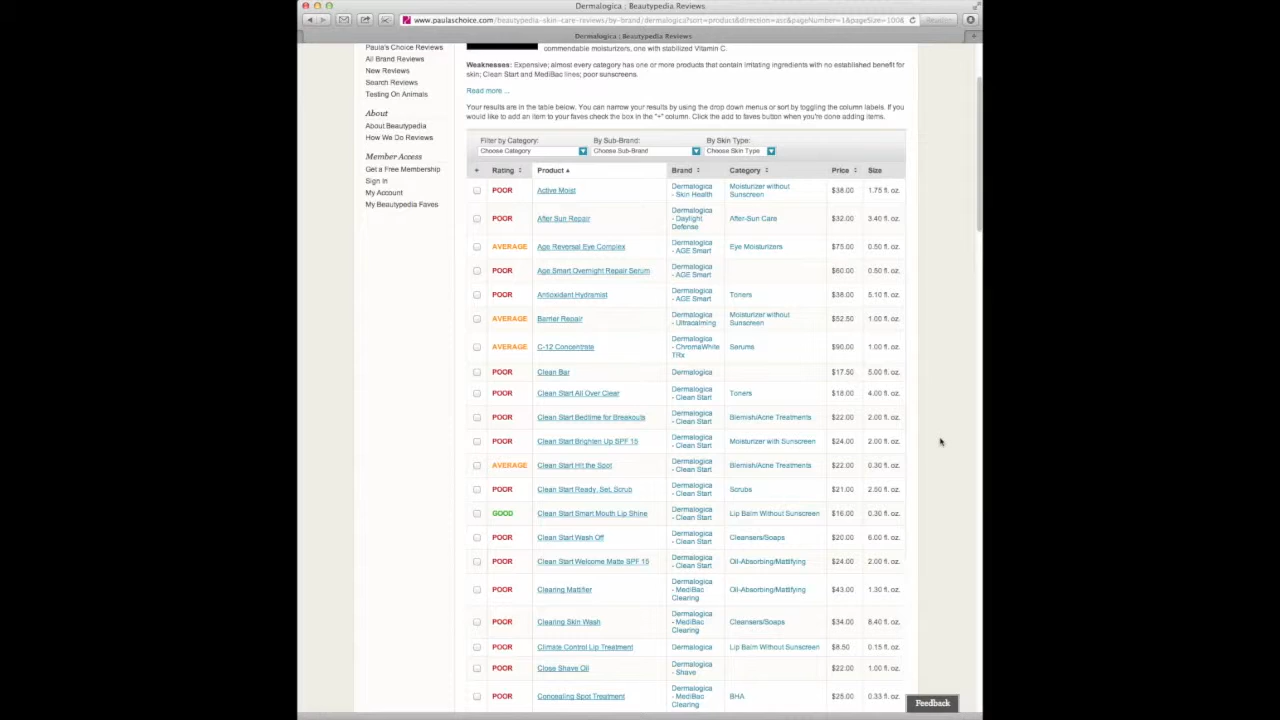 Dermalogica : Beautypedia Reviews
www.paulaschoice.com/beautypedia-skin-care-reviews/by-brand/dermalogica?sort=product&direction=asc&pageNumber=1&pageSize=100
Reader
Dermalogica : Beautypedia Reviews
Paula's Choice Reviews
All Brand Reviews
New Reviews
Search Reviews
Testing On Animals
About
About Beautypedia
How We Do Reviews
Member Access
Get a Free Membership
Sign In
My Account
My Beautypedia Faves
commendable moisturizers, one with stabilized Vitamin C.
Weaknesses: Expensive; almost every category has one or more products that contain irritating ingredients with no established benefit for
skin; Clean Start and MediBac lines; poor sunscreens.
Read more ...
Your results are in the table below. You can narrow your results by using the drop down menus or sort by toggling the column labels. If you
would like to add an item to your faves check the box in the "+" column. Click the add to faves button when you're done adding items.
Filter by Category: By Sub-Brand: By Skin Type:
Choose Category Choose Sub-Brand Choose Skin Type
+ Rating Product Brand Category Price Size
POOR Active Moist Dermalogica - Skin Health Moisturizer without Sunscreen $38.00 1.75 fl. oz.
POOR After Sun Repair Dermalogica - Daylight Defense After-Sun Care $32.00 3.40 fl. oz.
AVERAGE Age Reversal Eye Complex Dermalogica - AGE Smart Eye Moisturizers $75.00 0.50 fl. oz.
POOR Age Smart Overnight Repair Serum Dermalogica - AGE Smart $60.00 0.50 fl. oz.
POOR Antioxidant Hydramist Dermalogica - AGE Smart Toners $38.00 5.10 fl. oz.
AVERAGE Barrier Repair Dermalogica - Ultracalming Moisturizer without Sunscreen $52.50 1.00 fl. oz.
AVERAGE C-12 Concentrate Dermalogica - ChromaWhite TRx Serums $90.00 1.00 fl. oz.
POOR Clean Bar Dermalogica $17.50 5.00 fl. oz.
POOR Clean Start All Over Clear Dermalogica - Clean Start Toners $18.00 4.00 fl. oz.
POOR Clean Start Bedtime for Breakouts Dermalogica - Clean Start Blemish/Acne Treatments $22.00 2.00 fl. oz.
POOR Clean Start Brighten Up SPF 15 Dermalogica - Clean Start Moisturizer with Sunscreen $24.00 2.00 fl. oz.
AVERAGE Clean Start Hit the Spot Dermalogica - Clean Start Blemish/Acne Treatments $22.00 0.30 fl. oz.
POOR Clean Start Ready, Set, Scrub Dermalogica - Clean Start Scrubs $21.00 2.50 fl. oz.
GOOD Clean Start Smart Mouth Lip Shine Dermalogica - Clean Start Lip Balm Without Sunscreen $16.00 0.30 fl. oz.
POOR Clean Start Wash Off Dermalogica - Clean Start Cleansers/Soaps $20.00 6.00 fl. oz.
POOR Clean Start Welcome Matte SPF 15 Dermalogica - Clean Start Oil-Absorbing/Mattifying $24.00 2.00 fl. oz.
POOR Clearing Mattifier Dermalogica - MediBac Clearing Oil-Absorbing/Mattifying $43.00 1.30 fl. oz.
POOR Clearing Skin Wash Dermalogica - MediBac Clearing Cleansers/Soaps $34.00 8.40 fl. oz.
POOR Climate Control Lip Treatment Dermalogica Lip Balm Without Sunscreen $8.50 0.15 fl. oz.
POOR Close Shave Oil Dermalogica - Shave $22.00 1.00 fl. oz.
POOR Concealing Spot Treatment Dermalogica - MediBac Clearing BHA $25.00 0.33 fl. oz.
Feedback